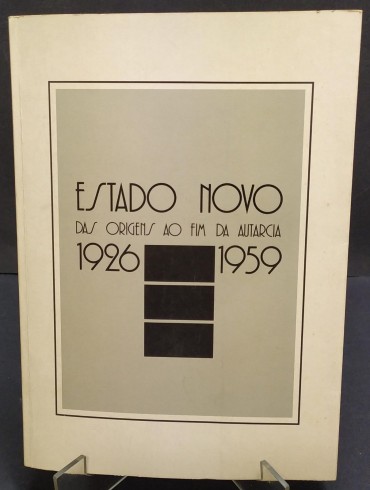 ESTADO NOVO
DAS ORIGENS AO FIM DA AUTARCIA
1926 1959